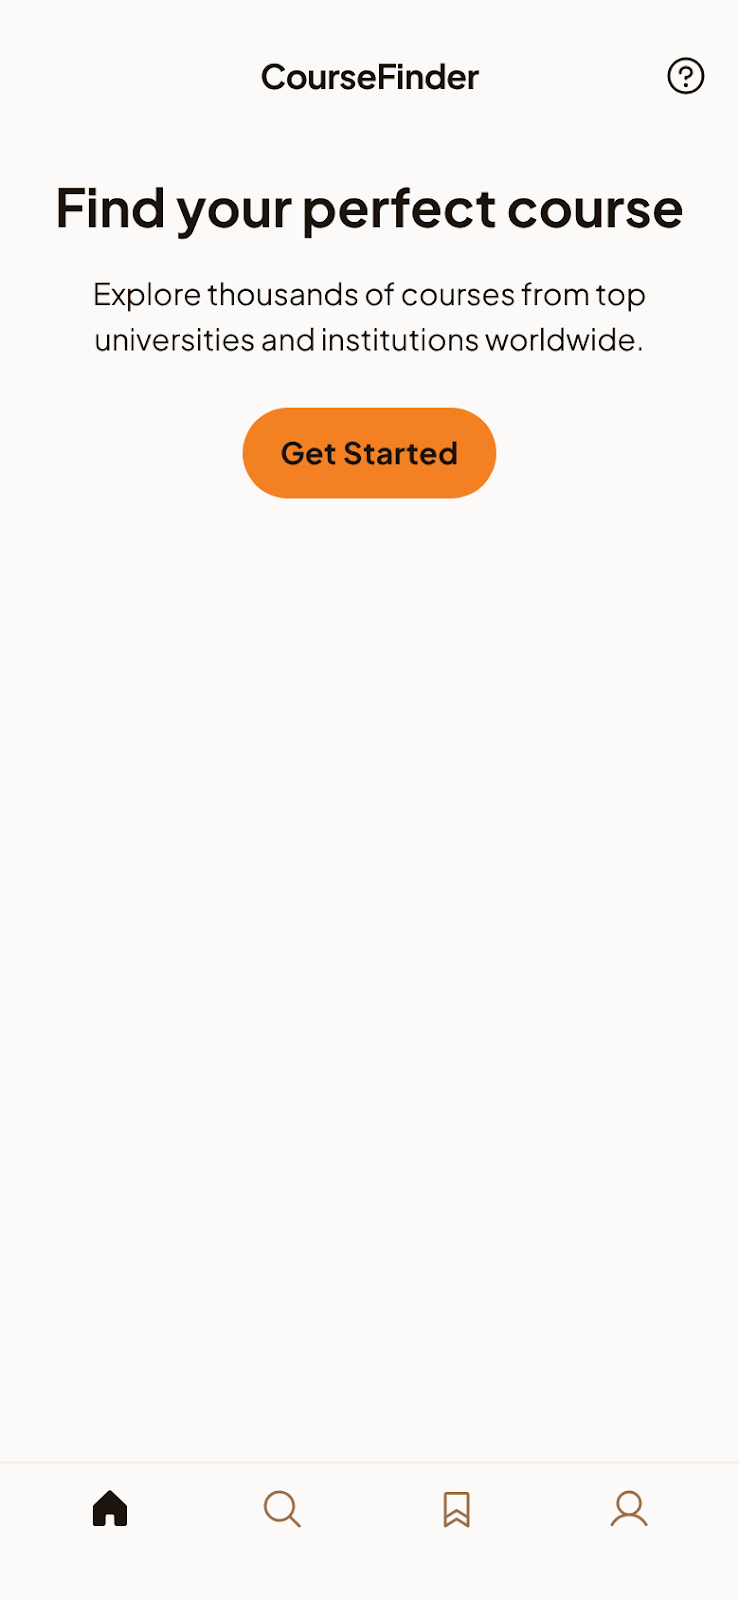 CourseFinder
Find your perfect course
Explore thousands of courses from top
universities and institutions worldwide.
Get Started